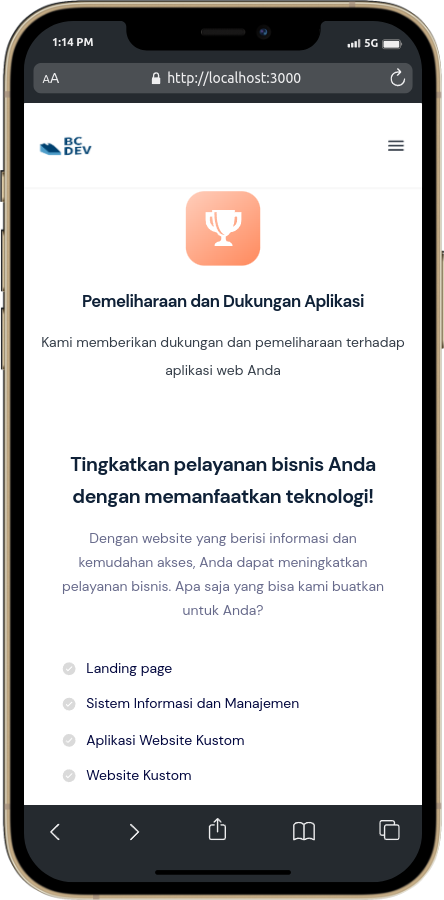 1:14 PM
5G
AA
http://localhost:3000
BC
DEV
Pemeliharaan dan Dukungan Aplikasi
Kami memberikan dukungan dan pemeliharaan terhadap
aplikasi web Anda
Tingkatkan pelayanan bisnis Anda
dengan memanfaatkan teknologi!
Dengan website yang berisi informasi dan
kemudahan akses, Anda dapat meningkatkan
pelayanan bisnis. Apa saja yang bisa kami buatkan
untuk Anda?
Landing page
Sistem Informasi dan Manajemen
Aplikasi Website Kustom
Website Kustom